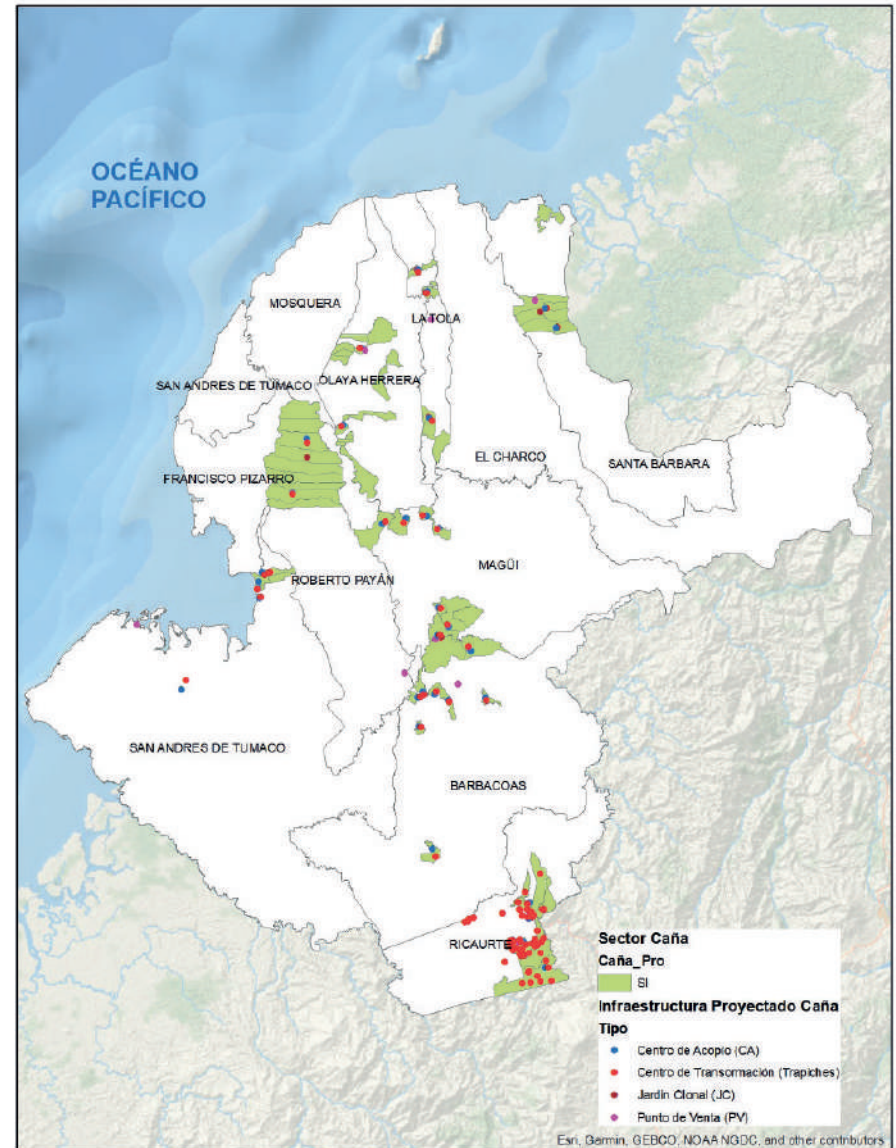 OCÉANO
PACÍFICO
MOSQUERA
LA TOLA
SAN ANDRES DE TUMACO
OLAYA HERRERA
EL CHARCO
SANTA BARBARA
FRANCISCO PIZARRO
MAGÜI
ROBERTO PAYÁN
SAN ANDRES DE TUMACO
BARBACOAS
RICAURTE
Sector Caña
Caña_Pro
SI
Infraestructura Proyectado Caña
Tipo
Centro de Acopio (CA)
Centro de Transormación (Trapiches)
Jardín Clonal (JC)
Punto de Venta (PV)
Esri, Garmin, GEBCO, NOAA NGDC, and other contributors